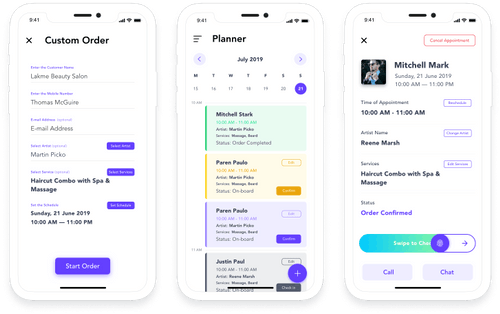 9:41
Custom Order
Enter the Customer Name
Lakme Beauty Salon
Enter the Mobile Number
Thomas McGuire
E-mail Address (optional)
E-mail Address
Select Artist (optional)
Select Artist
Martin Picko
Select Service (optional)
Select Services
Haircut Combo with Spa &
Massage
Set the Schedule
Set Schedule
Sunday, 21 June 2019
10:00 AM — 11:00 PM
Start Order
9:41
Planner
July 2019
M T W T F S S
15 16 17 18 19 20 21
10 AM
Mitchell Stark
10:00 AM - 11:00 AM
Artist: Martin Picko
Services: Massage, Beard
Status: Order Completed
Paren Paulo
Edit
10:00 AM - 11:00 AM
Artist: Martin Picko
Services: Massage, Beard
Status: On-board
Confirm
Paren Paulo
Edit
10:00 AM - 11:00 AM
Artist: Martin Picko
Services: Massage, Beard
Status: On-board
Confirm
11 AM
Justin Paul
Edit
10:00 AM - 11:00 AM
Artist: Reene Marsh
Services: Massage, Beard
Status: On-board
9:41
Cancel Appointment
Mitchell Mark
Sunday, 21 June 2019
10:00 AM — 11:00 AM
Time of Appointment
Reschedule
10:00 AM - 11:00 AM
Artist Name
Change Artist
Reene Marsh
Services
Edit Services
Haircut Combo with Spa &
Massage
Status
Order Confirmed
Swipe to
Call
Chat